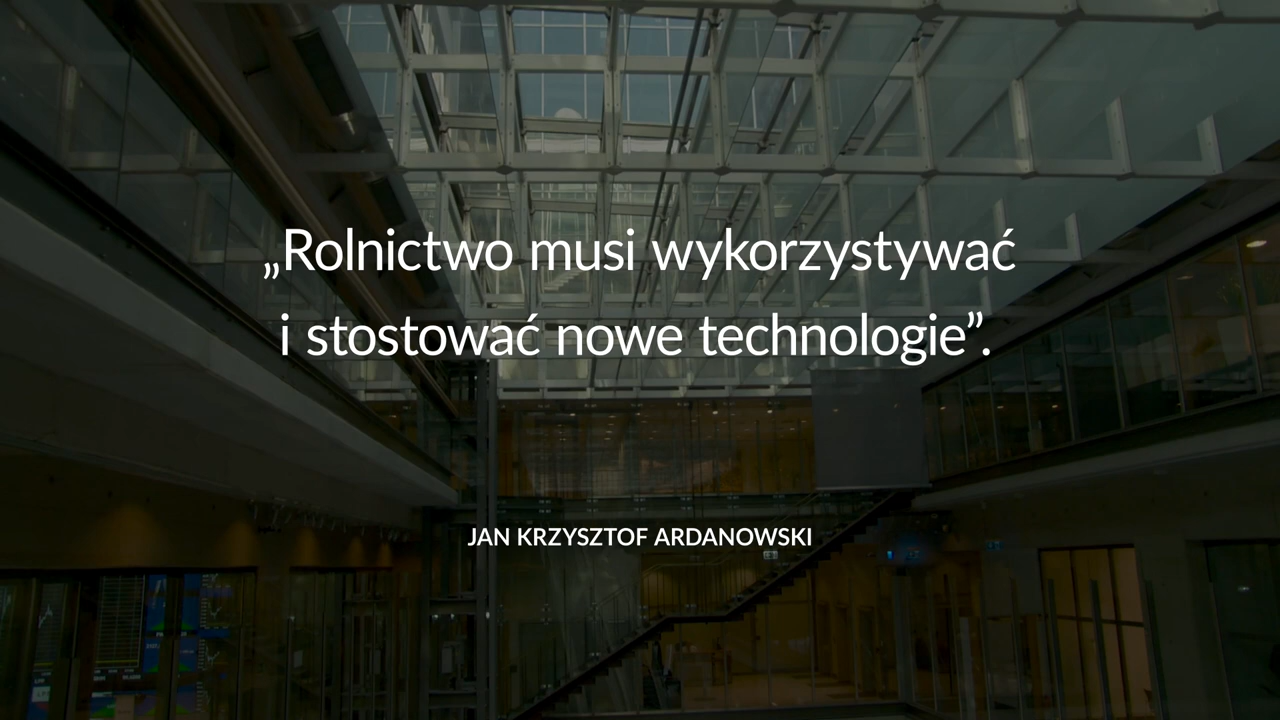 „Rolnictwo musi wykorzystywać
i stostować nowe technologie”.
JAN KRZYSZTOF ARDANOWSKI